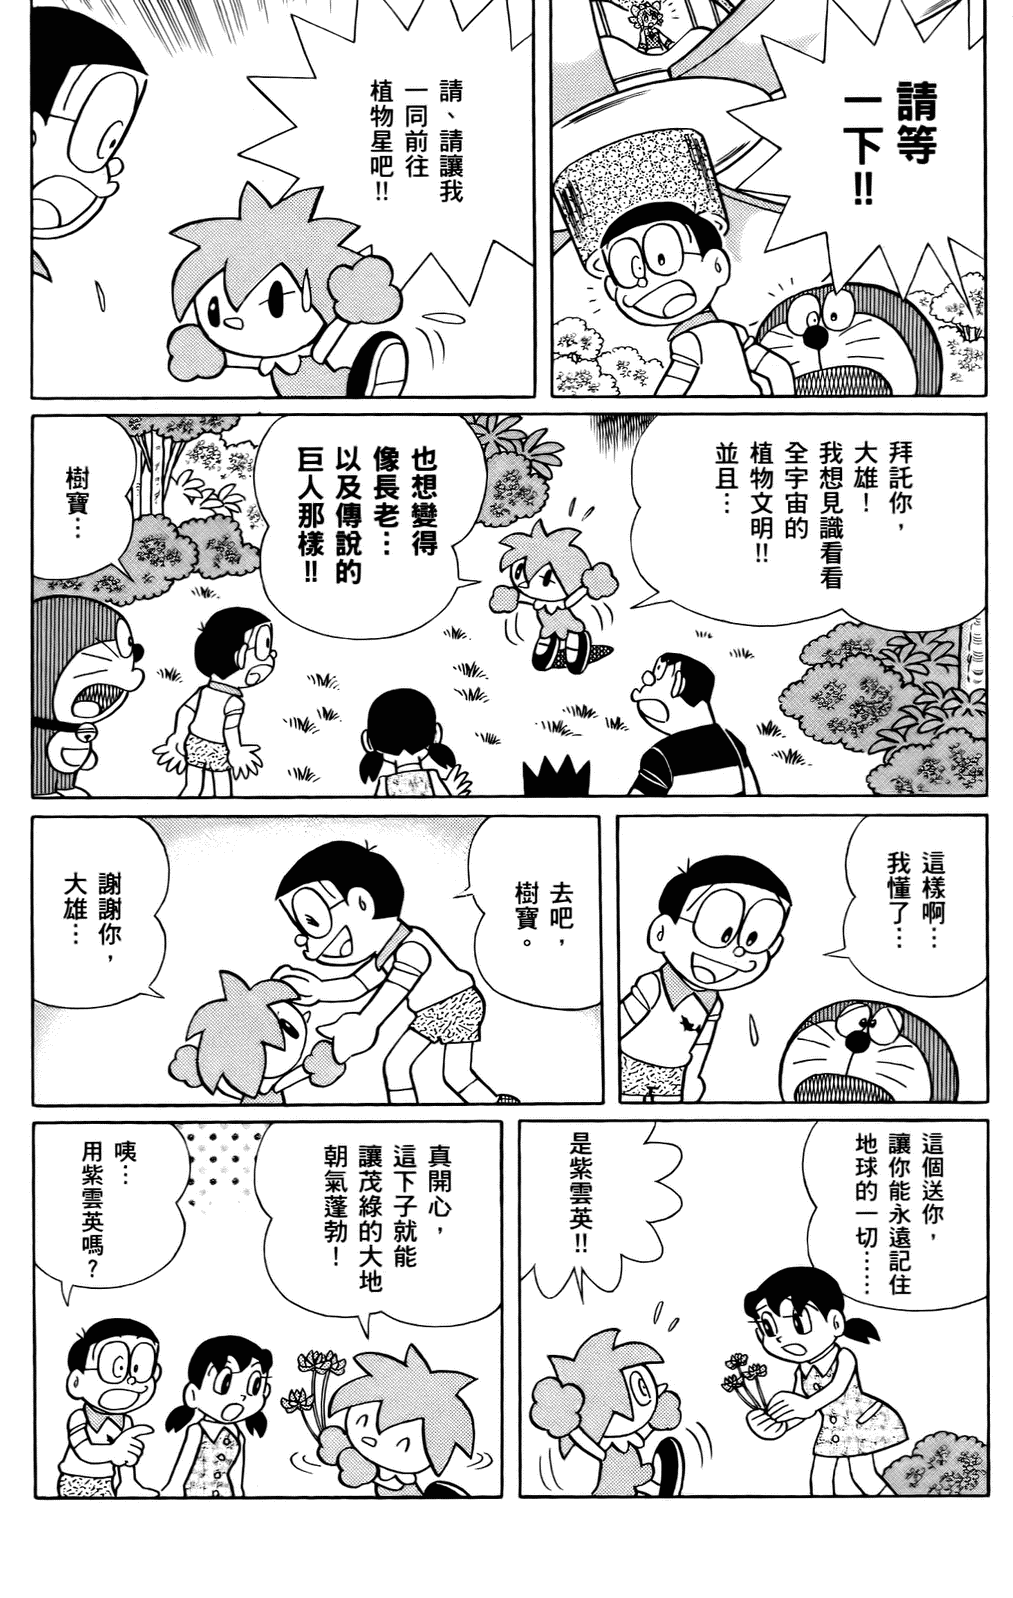 請等
一下!!
請、請讓我
一同前往
植物星吧!!
拜託你，
大雄！
我想見識看看
全宇宙的
植物文明!!
並且…
也想變得
像長老…
以及傳說的
巨人那樣!!
樹寶…
這樣啊…
我懂了…
去吧，
樹寶。
謝謝你，
大雄…
這個送你，
讓你能永遠記住
地球的一切……
是紫雲英!!
真開心，
這下子就能
讓茂綠的大地
朝氣蓬勃！
咦…
用紫雲英嗎？